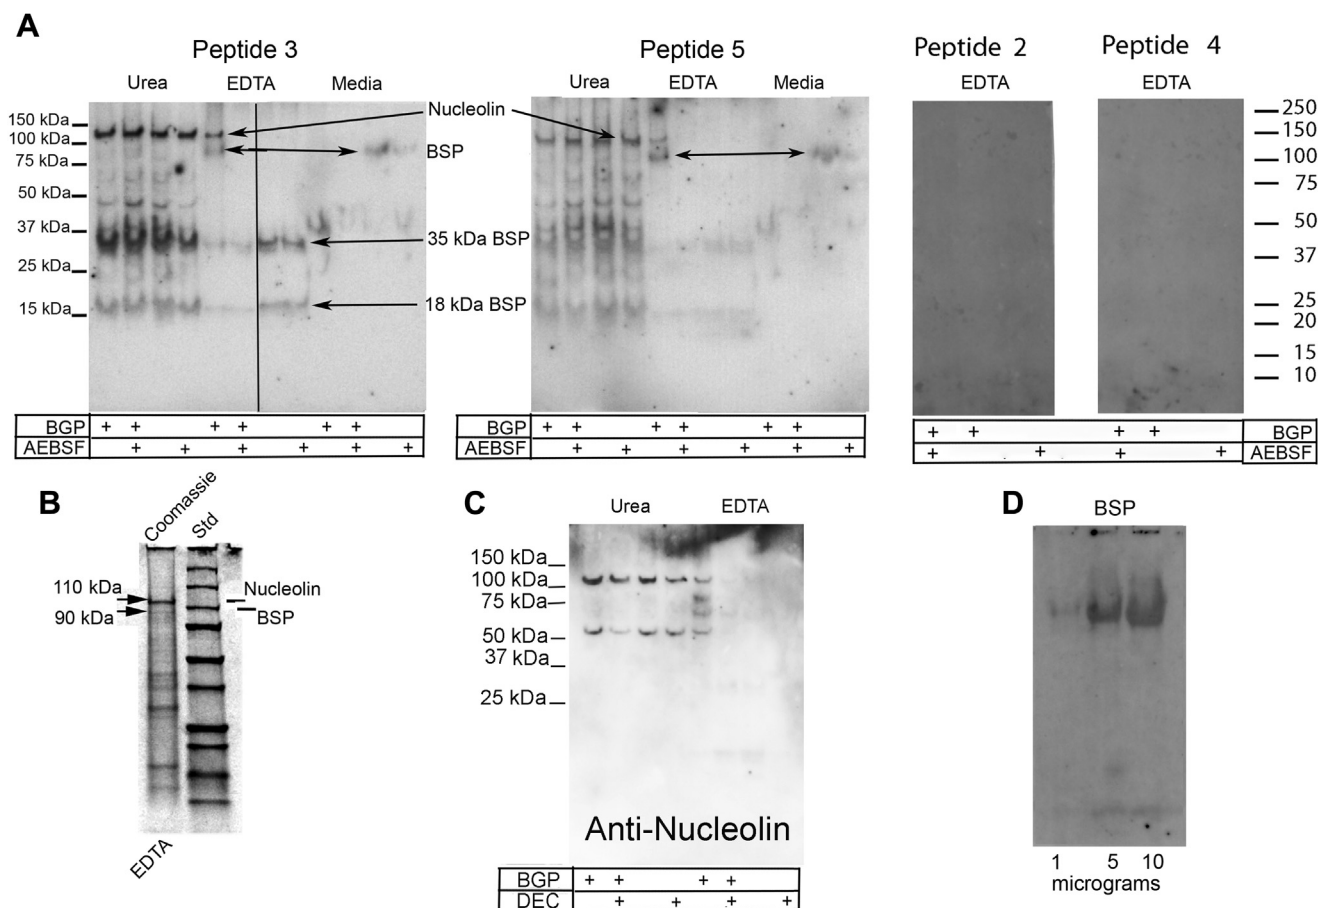 A
Peptide 3
Peptide 5
Peptide 2
Peptide 4
Urea
EDTA
Media
Urea
EDTA
Media
EDTA
EDTA
Nucleolin
BSP
35 kDa BSP
18 kDa BSP
150 kDa
100 kDa
75 kDa
50 kDa
37 kDa
25 kDa
15 kDa
250
150
100
75
50
37
25
20
15
10
BGP + + + + + +
AEBSF + + + + + +
BGP + + + + + +
AEBSF + + + + + +
+ + + + BGP
+ + + + AEBSF
B
Coomassie
Std
110 kDa
90 kDa
Nucleolin
BSP
EDTA
C
Urea
EDTA
150 kDa
100 kDa
75 kDa
50 kDa
37 kDa
25 kDa
Anti-Nucleolin
BGP + + + +
DEC + + + +
D
BSP
1 5 10
micrograms